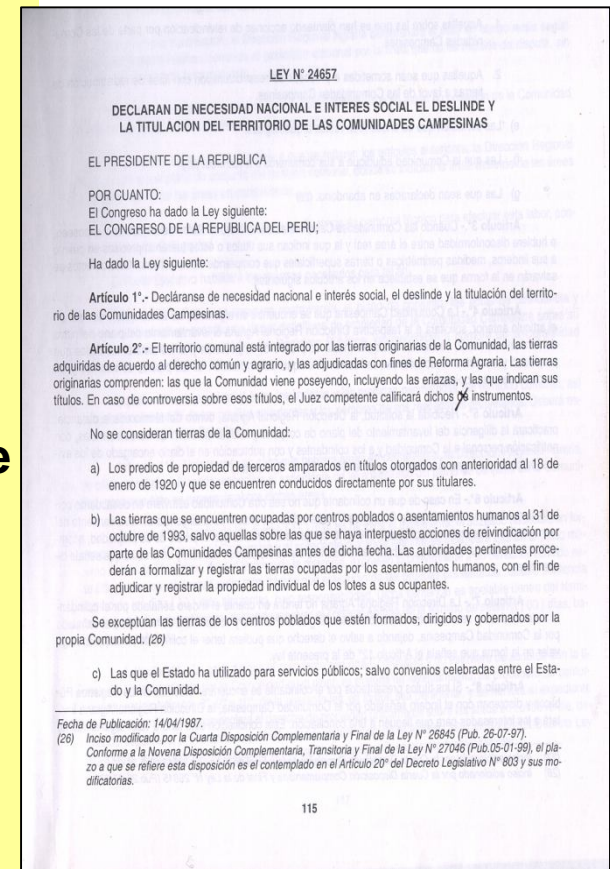 LEY N° 24657
DECLARAN DE NECESIDAD NACIONAL E INTERES SOCIAL EL DESLINDE Y
LA TITULACION DEL TERRITORIO DE LAS COMUNIDADES CAMPESINAS
EL PRESIDENTE DE LA REPUBLICA
POR CUANTO:
El Congreso ha dado la Ley siguiente:
EL CONGRESO DE LA REPUBLICA DEL PERU;
Ha dado la Ley siguiente:
Artículo 1°.- Decláranse de necesidad nacional e interés social, el deslinde y la titulación del territo-
rio de las Comunidades Campesinas.
Artículo 2°.- El territorio comunal está integrado por las tierras originarias de la Comunidad, las tierras
adquiridas de acuerdo al derecho común y agrario, y las adjudicadas con fines de Reforma Agraria. Las tierras
originarias comprenden: las que la Comunidad viene poseyendo, incluyendo las eriazas, y las que indican sus
títulos. En caso de controversia sobre esos títulos, el Juez competente calificará dichos instrumentos.
No se consideran tierras de la Comunidad:
e
a) Los predios de propiedad de terceros amparados en títulos otorgados con anterioridad al 18 de
enero de 1920 y que se encuentran conducidos directamente por sus titulares.
b) Las tierras que se encuentren ocupadas por centros poblados o asentamientos humanos al 31 de
octubre de 1993, salvo aquellas sobre las que se haya interpuesto acciones de reivindicación por
parte de las Comunidades Campesinas antes de dicha fecha. Las autoridades pertinentes proce-
derán a formalizar y registrar las tierras ocupadas por los asentamientos humanos, con el fin de
adjudicar y registrar la propiedad individual de los lotes a sus ocupantes.
Se exceptúan las tierras de los centros poblados que estén formados, dirigidos y gobernados por la
propia Comunidad. (26)
c) Las que el Estado ha utilizado para servicios públicos; salvo convenios celebradas entre el Esta-
do y la Comunidad.
Fecha de Publicación: 14/04/1987.
(26) Inciso modificado por la Cuarta Disposición Complementaria y Final de la Ley N° 26845 (Pub. 26-07-97).
Conforme a la Novena Disposición Complementaria, Transitoria y Final de la Ley N° 27046 (Pub.05-01-99), el pla-
zo a que se refiere esta disposición es el contemplado en el Artículo 20° del Decreto Legislativo N° 803 y sus mo-
dificatorias.
115